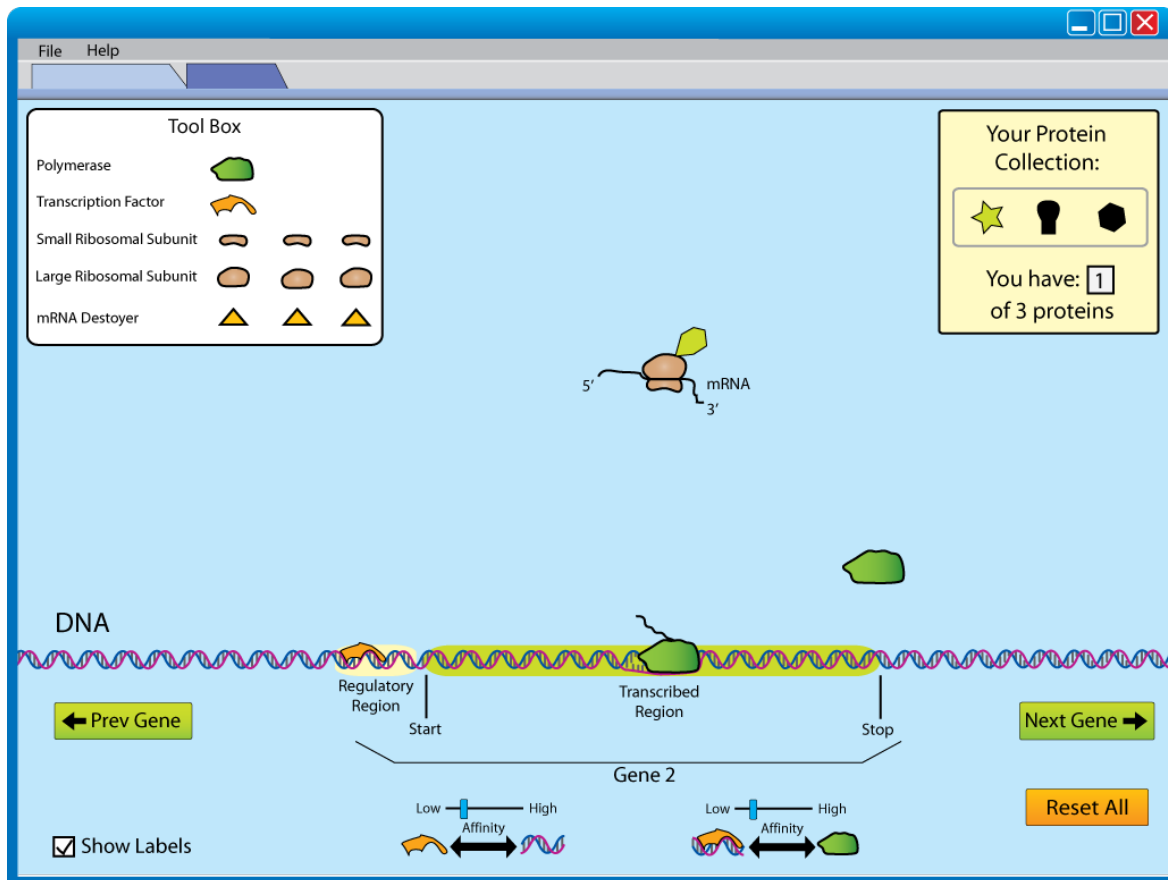 File Help
Tool Box
Polymerase
Transcription Factor
Small Ribosomal Subunit
Large Ribosomal Subunit
mRNA Destoyer
Your Protein
Collection:
You have: 1
of 3 proteins
5′
mRNA
3′
DNA
Regulatory
Region
Start
Transcribed
Region
Stop
Prev Gene
Next Gene
Gene 2
Low High
Affinity
Low High
Affinity
Reset All
Show Labels